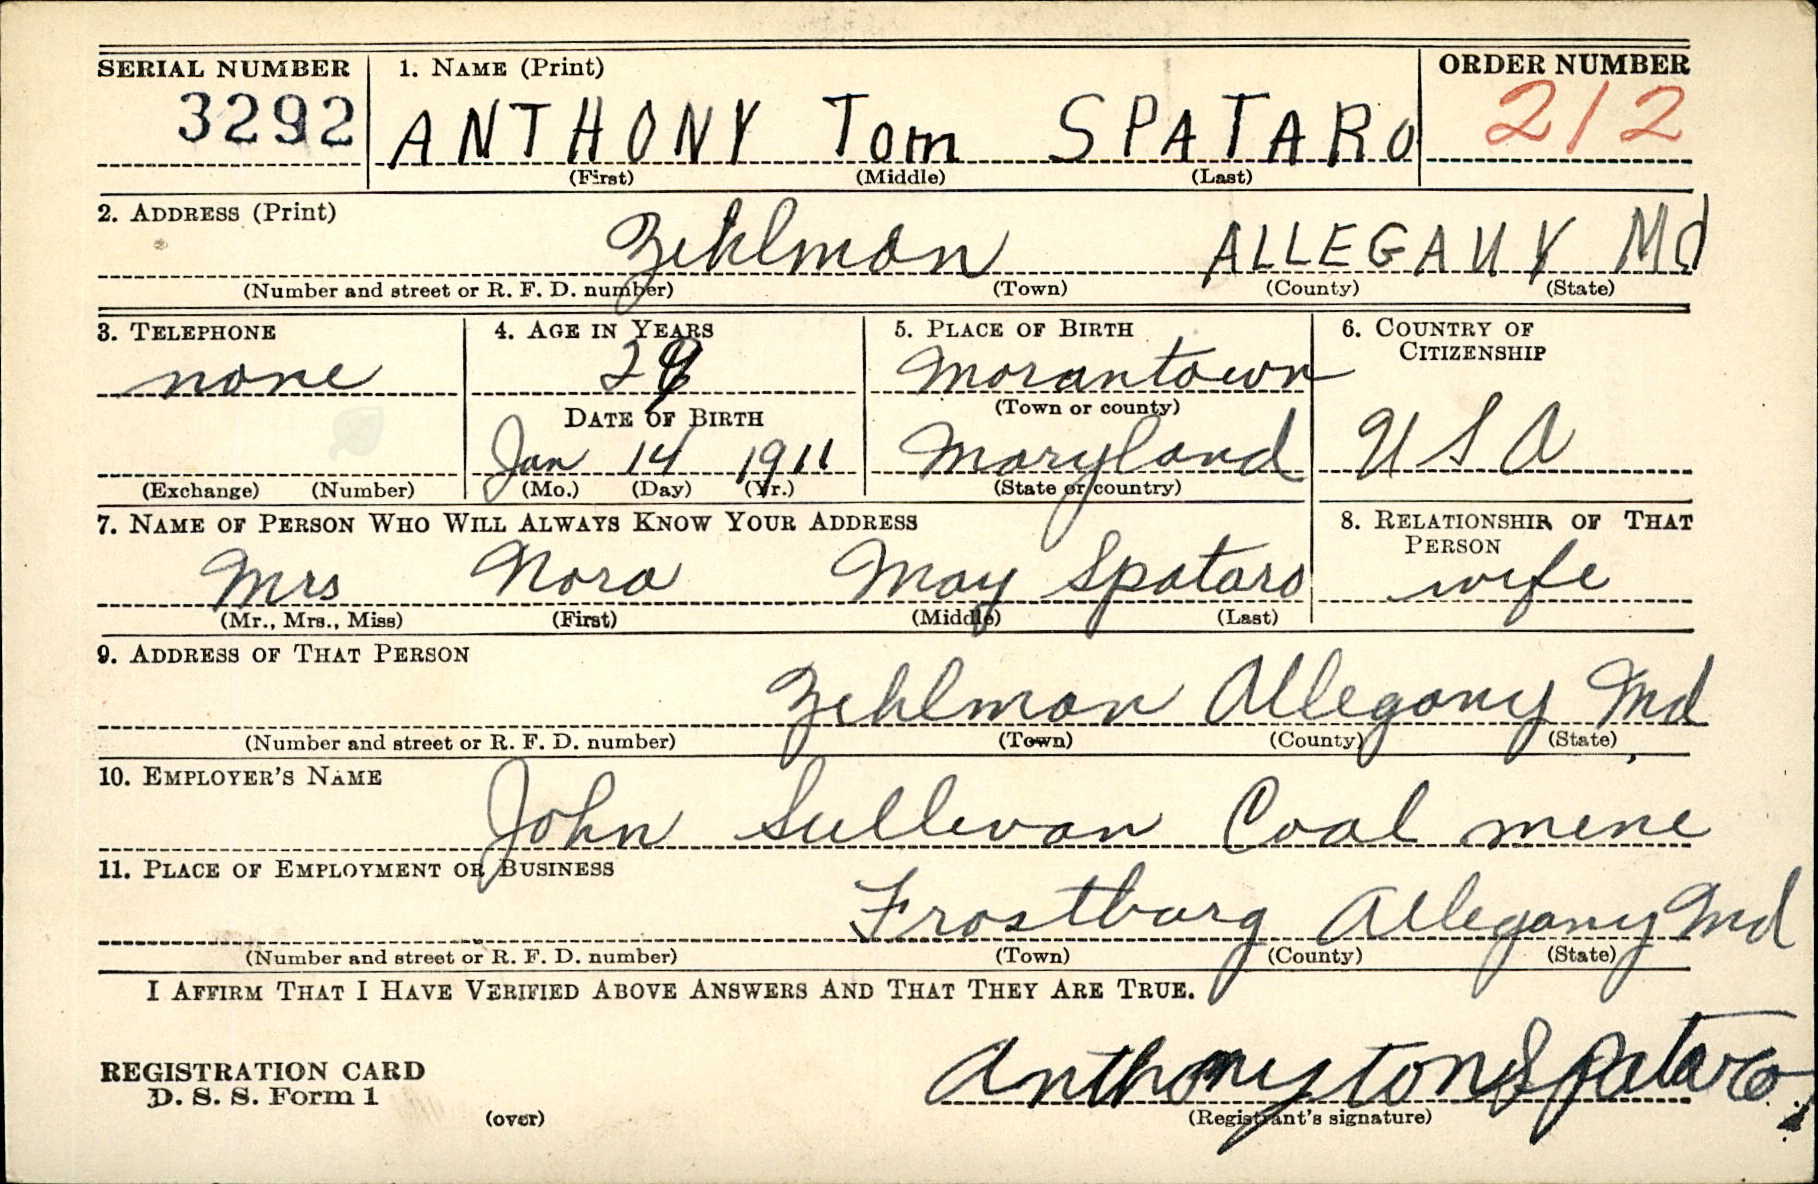 SERIAL NUMBER 1. NAME (Print) ORDER NUMBER
3292 ANTHONY Tom SPATARO 212
(First) (Middle) (Last)
2. ADDRESS (Print)
Zehlman ALLEGANY Md
(Number and street or R. F. D. number) (Town) (County) (State)
3. TELEPHONE 4. AGE IN YEARS 5. PLACE OF BIRTH 6. COUNTRY OF CITIZENSHIP
none 29 Morantown
DATE OF BIRTH (Town or county)
Jan 14 1911 Maryland U S A
(Exchange) (Number) (Mo.) (Day) (Yr.) (State or country)
7. NAME OF PERSON WHO WILL ALWAYS KNOW YOUR ADDRESS 8. RELATIONSHIP OF THAT PERSON
Mrs Nora May Spataro wife
(Mr., Mrs., Miss) (First) (Middle) (Last)
9. ADDRESS OF THAT PERSON
Zehlman Allegany Md
(Number and street or R. F. D. number) (Town) (County) (State)
10. EMPLOYER'S NAME
John Sullevan Coal mene
11. PLACE OF EMPLOYMENT OR BUSINESS
Frostburg Allegany Md
(Number and street or R. F. D. number) (Town) (County) (State)
I AFFIRM THAT I HAVE VERIFIED ABOVE ANSWERS AND THAT THEY ARE TRUE.
REGISTRATION CARD
D. S. S. Form 1
Anthony tom Spataro
(over) (Registrant's signature)